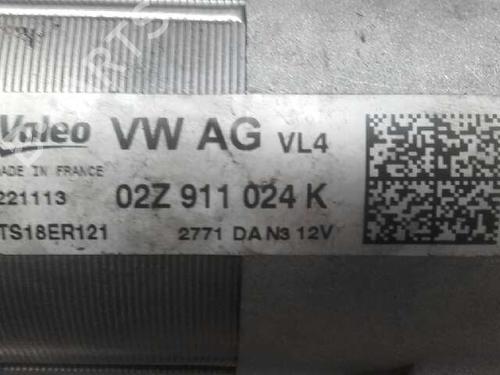 Valeo VW AG VL4
MADE IN FRANCE
221113 02Z 911 024 K
TS18ER121 2771 DA N3 12V